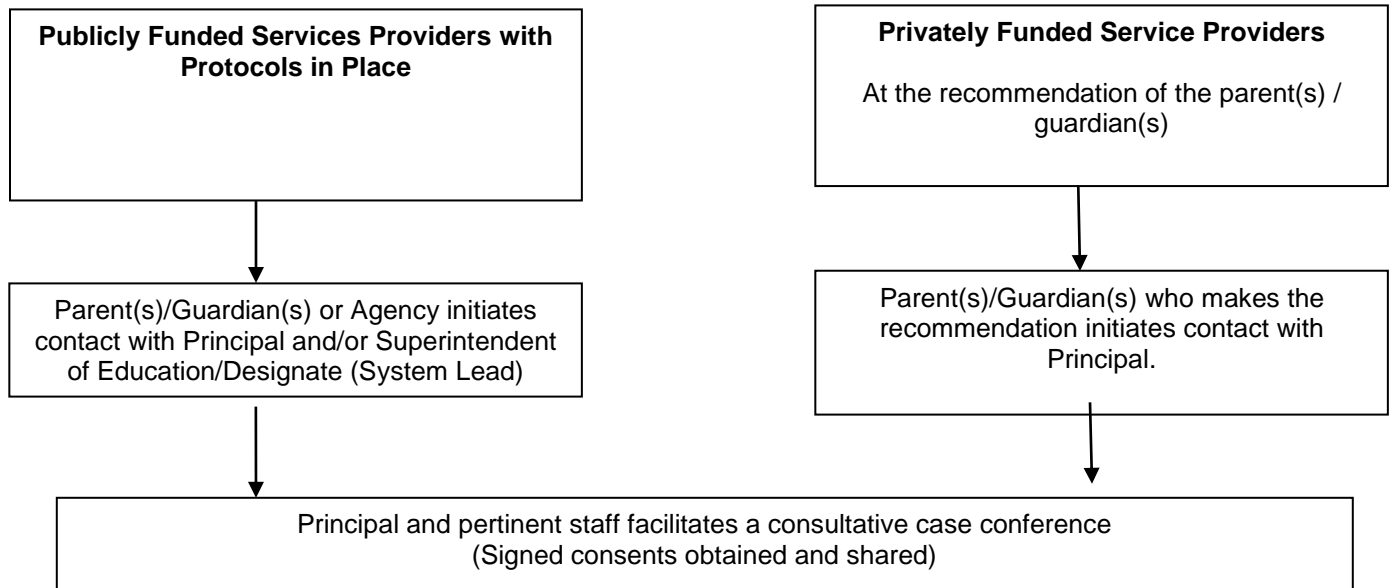 Publicly Funded Services Providers with
Protocols in Place
Privately Funded Service Providers
At the recommendation of the parent(s) /
guardian(s)
Parent(s)/Guardian(s) or Agency initiates
contact with Principal and/or Superintendent
of Education/Designate (System Lead)
Parent(s)/Guardian(s) who makes the
recommendation initiates contact with
Principal.
Principal and pertinent staff facilitates a consultative case conference
(Signed consents obtained and shared)